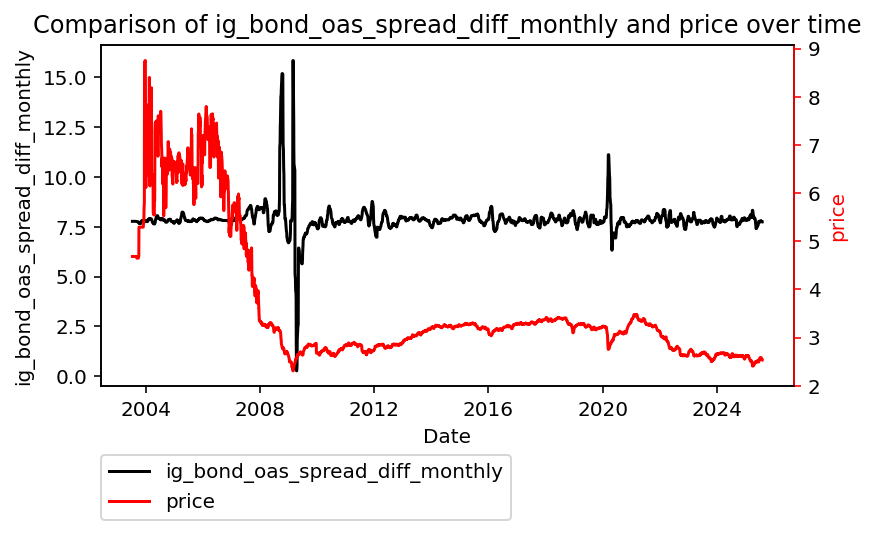 Comparison of ig_bond_oas_spread_diff_monthly and price over time
ig_bond_oas_spread_diff_monthly
15.0
12.5
10.0
7.5
5.0
2.5
0.0
9
8
7
6
5
4
3
2
price
2004 2008 2012 2016 2020 2024
Date
ig_bond_oas_spread_diff_monthly
price